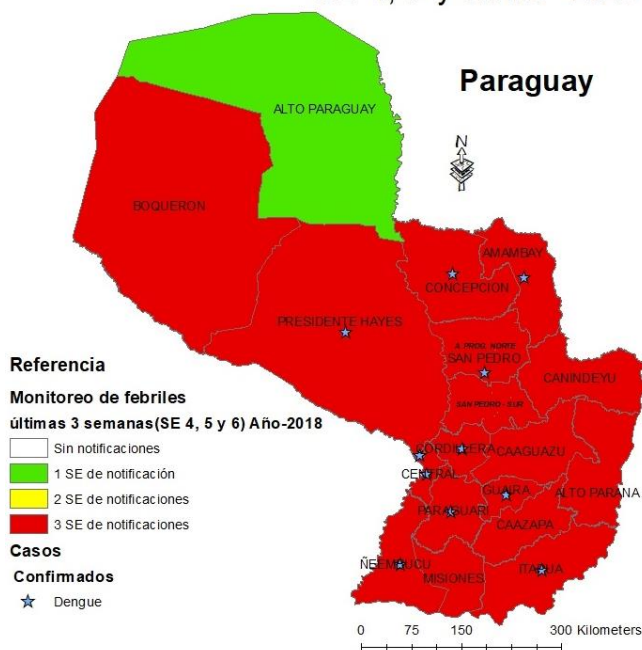 Paraguay
N
ALTO PARAGUAY
BOQUERON
AMAMBAY
CONCEPCION
PRESIDENTE HAYES
SAN PEDRO
CANINDEYU
SAN PEDRO - SUR
CORDILLERA
CAAGUAZU
CENTRAL
GUAIRA
ALTO PARANA
PARAGUARI
CAAZAPA
ÑEEMBUCU
MISIONES
ITAPUA
Referencia
Monitoreo de febriles
últimas 3 semanas(SE 4, 5 y 6) Año-2018
Sin notificaciones
1 SE de notificación
2 SE de notificaciones
3 SE de notificaciones
Casos
Confirmados
Dengue
0 75 150 300 Kilometers